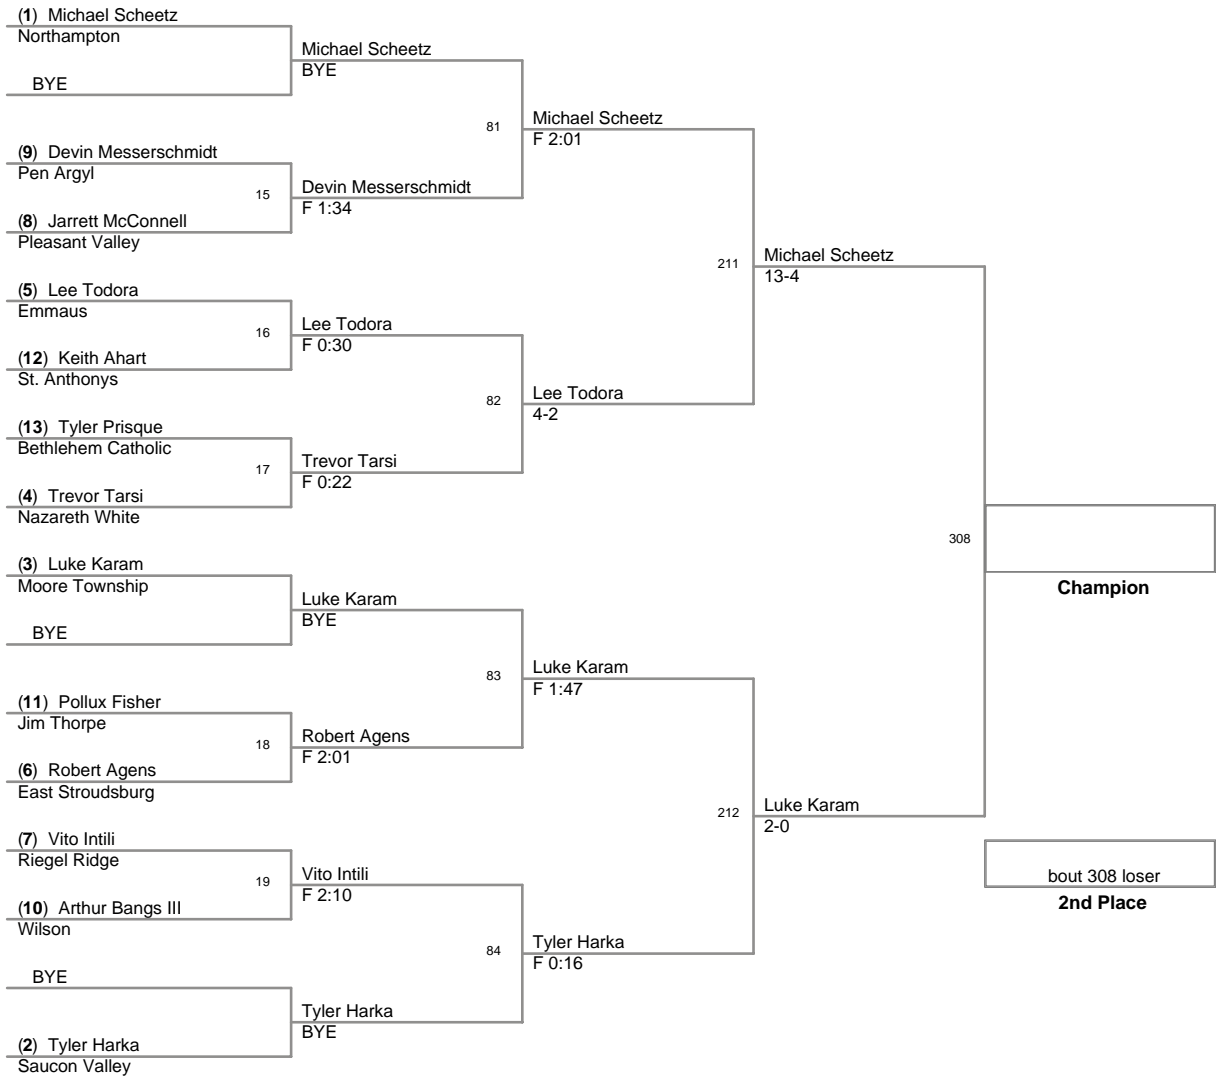 (1) Michael Scheetz
Northampton
Michael Scheetz
BYE
BYE
81
Michael Scheetz
F 2:01
(9) Devin Messerschmidt
Pen Argyl
15
Devin Messerschmidt
F 1:34
(8) Jarrett McConnell
Pleasant Valley
211
Michael Scheetz
13-4
(5) Lee Todora
Emmaus
16
Lee Todora
F 0:30
(12) Keith Ahart
St. Anthonys
82
Lee Todora
4-2
(13) Tyler Prisque
Bethlehem Catholic
17
Trevor Tarsi
F 0:22
(4) Trevor Tarsi
Nazareth White
308
Champion
(3) Luke Karam
Moore Township
Luke Karam
BYE
BYE
83
Luke Karam
F 1:47
(11) Pollux Fisher
Jim Thorpe
18
Robert Agens
F 2:01
(6) Robert Agens
East Stroudsburg
212
Luke Karam
2-0
(7) Vito Intili
Riegel Ridge
19
Vito Intili
F 2:10
(10) Arthur Bangs III
Wilson
84
Tyler Harka
F 0:16
BYE
Tyler Harka
BYE
(2) Tyler Harka
Saucon Valley
bout 308 loser
2nd Place